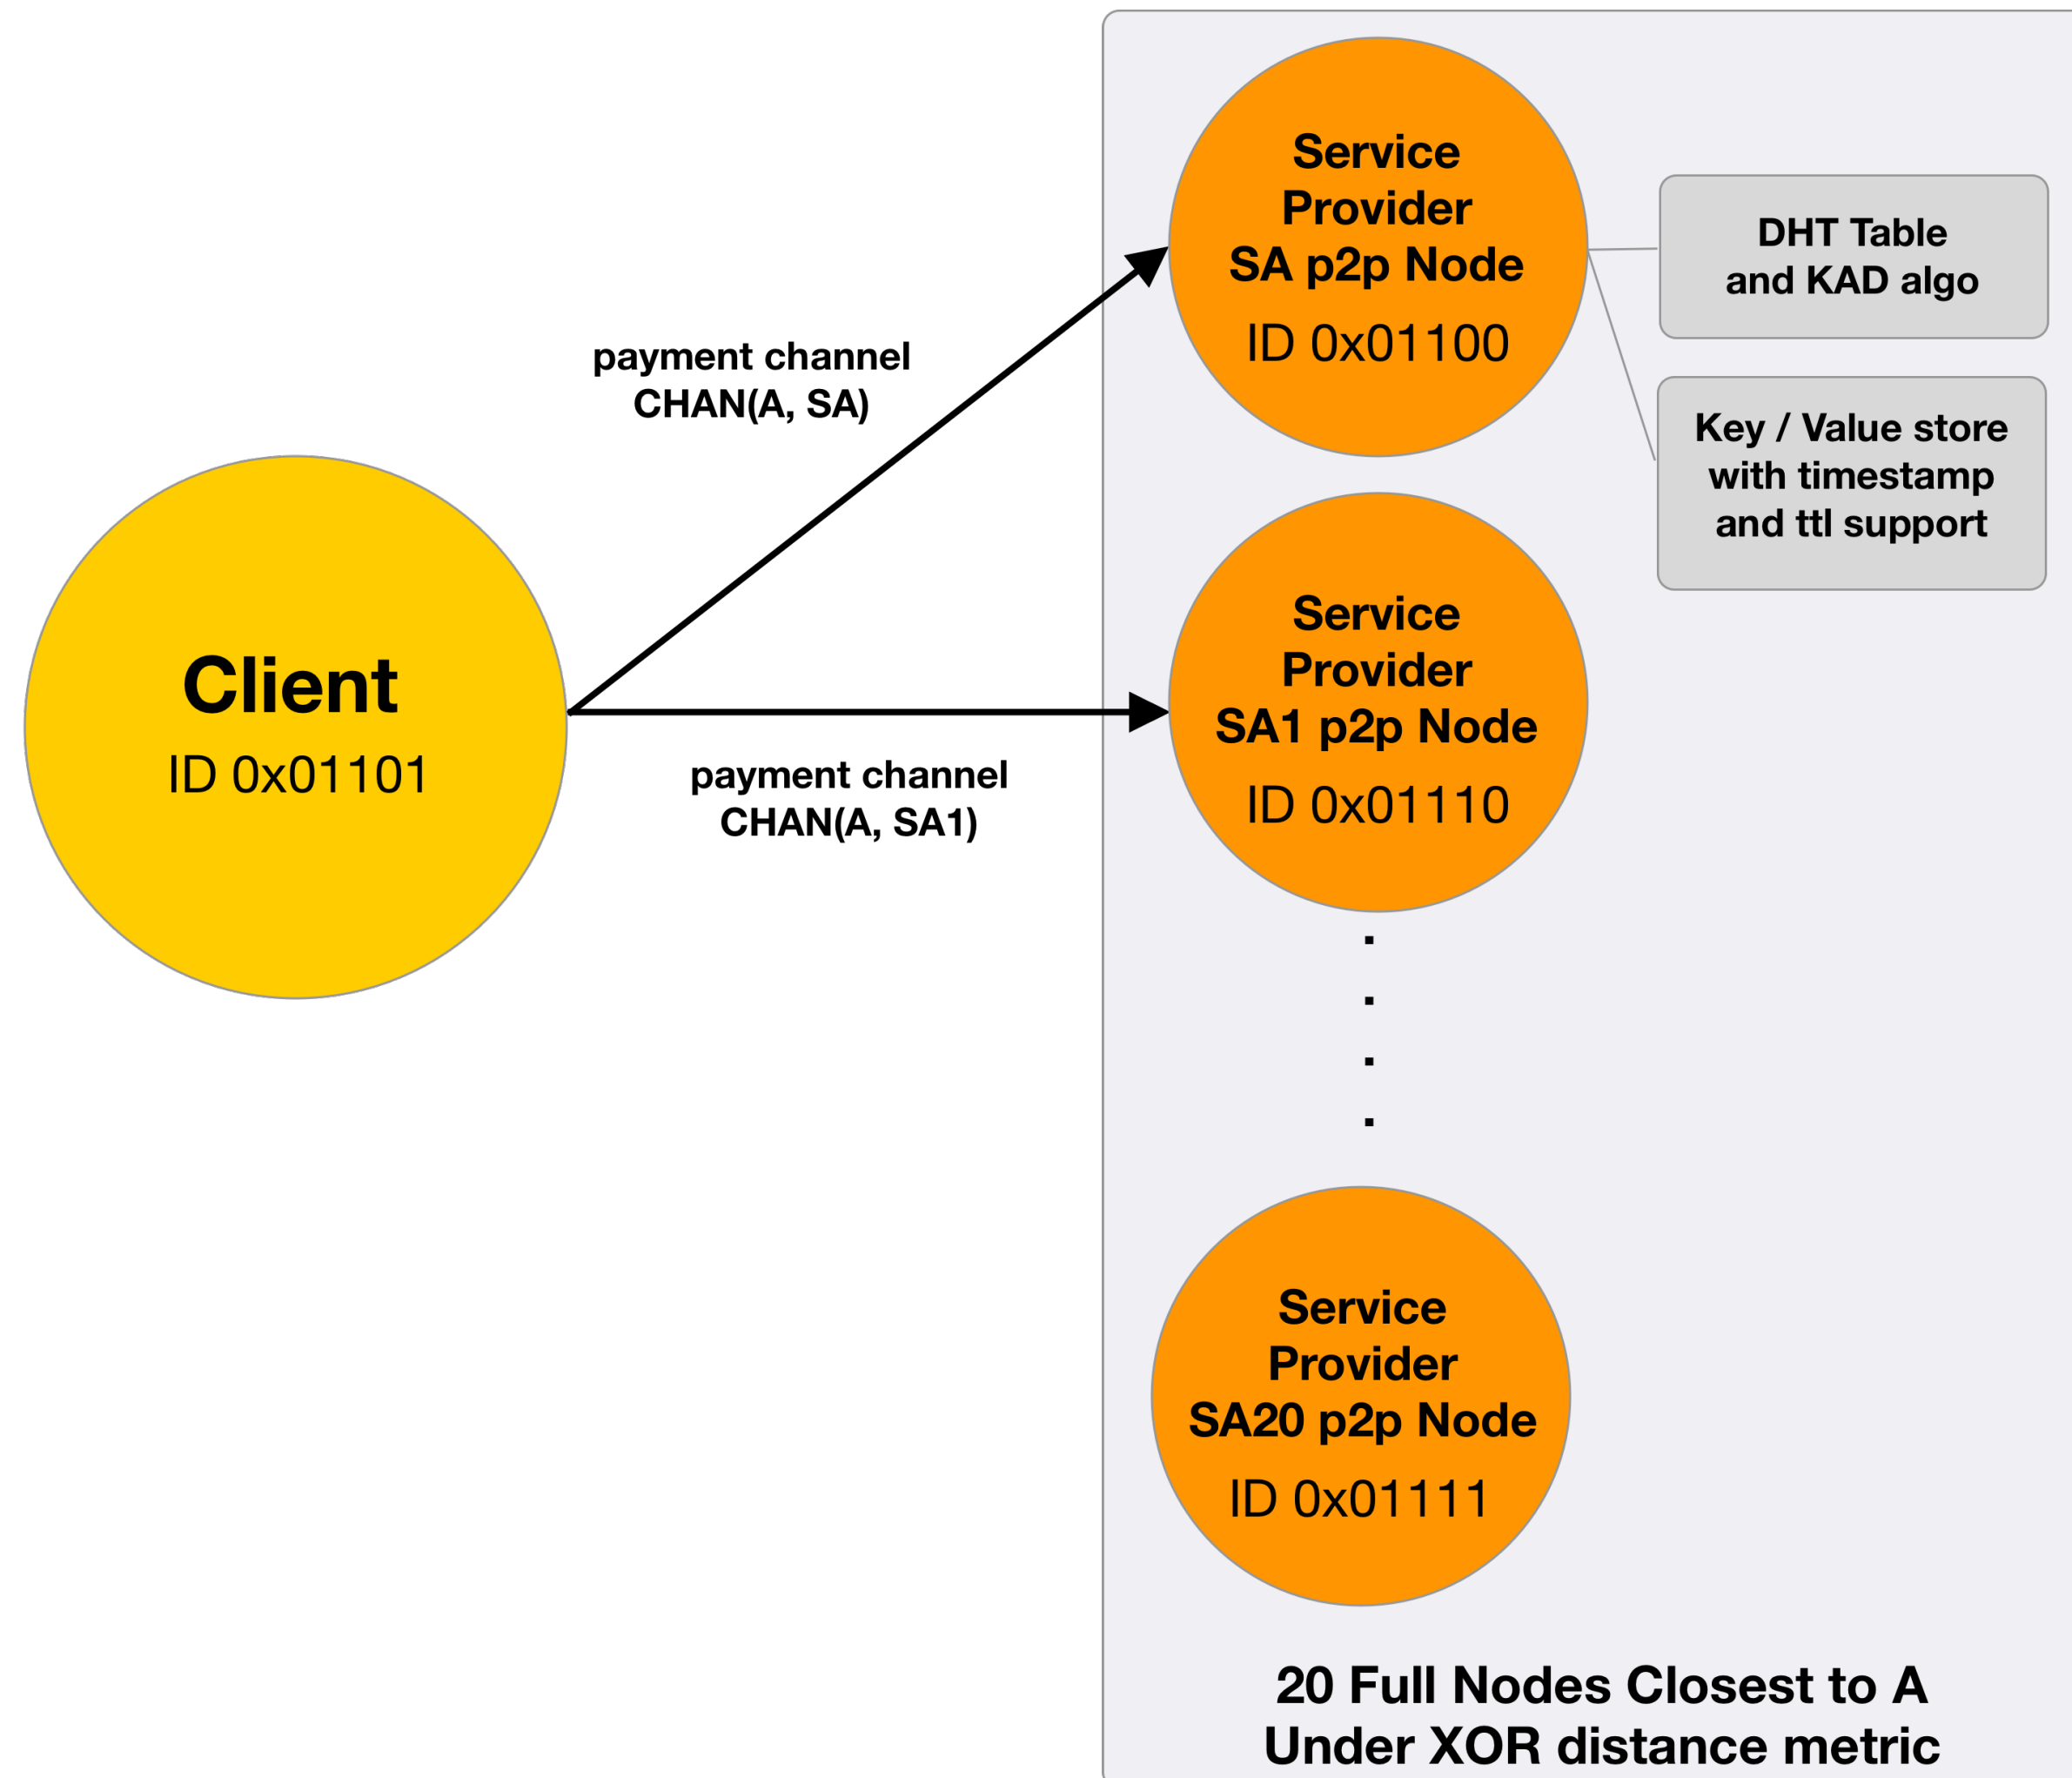 Client
ID 0x01101
payment channel
CHAN(A, SA)
payment channel
CHAN(A, SA1)
Service
Provider
SA p2p Node
ID 0x01100
DHT Table
and KAD algo
Key / Value store
with timestamp
and ttl support
Service
Provider
SA1 p2p Node
ID 0x01110
.
.
.
.
Service
Provider
SA20 p2p Node
ID 0x01111
20 Full Nodes Closest to A
Under XOR distance metric